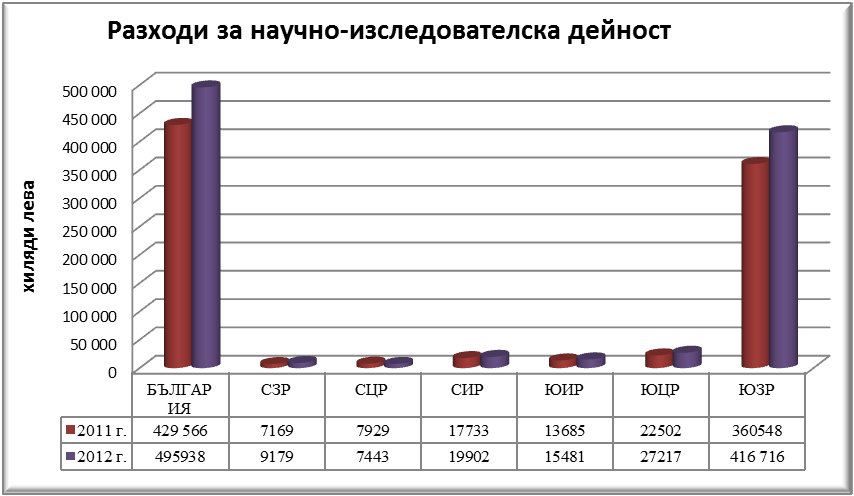 Разходи за научно-изследователска дейност
хиляди лева
500 000
450 000
400 000
350 000
300 000
250 000
200 000
150 000
100 000
50 000
0
БЪЛГАР
ИЯ
СЗР
СЦР
СИР
ЮИР
ЮЦР
ЮЗР
2011 г. 429 566 7169 7929 17733 13685 22502 360548
2012 г. 495938 9179 7443 19902 15481 27217 416 716